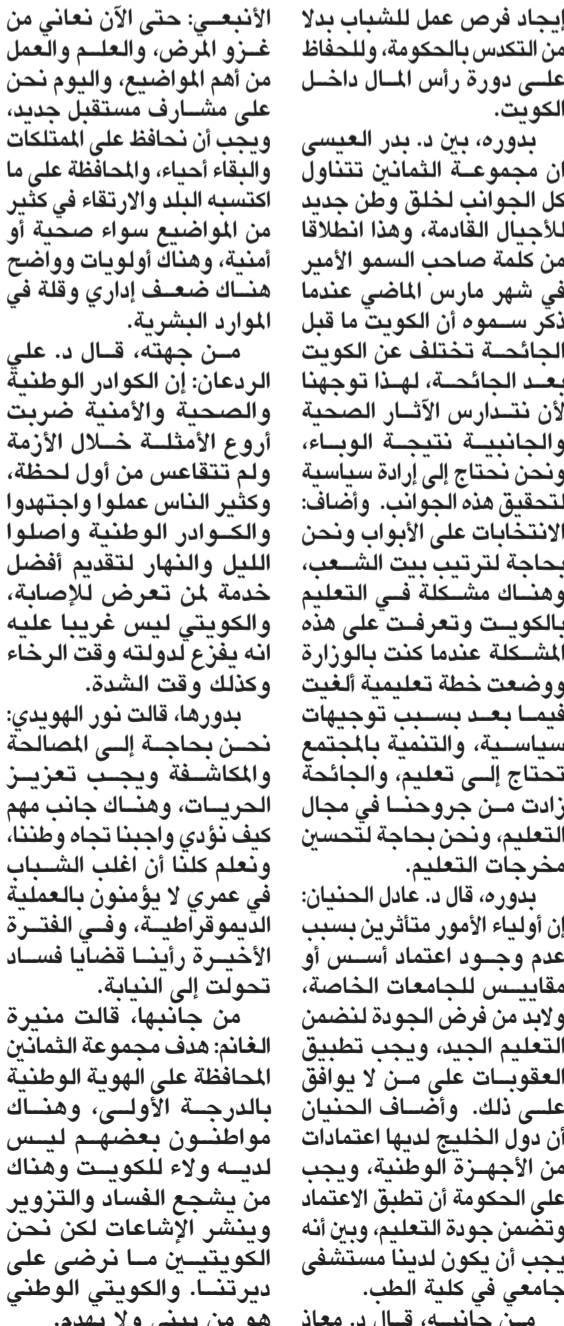 إيجاد فرص عمل للشباب بدلا
من التكدس بالحكومة، وللحفاظ
على دورة رأس المال داخل
الكويت.
بدوره، بين د. بدر العيسى
ان مجموعة الثمانين تتناول
كل الجوانب لخلق وطن جديد
للأجيال القادمة، وهذا انطلاقا
من كلمة صاحب السمو الأمير
في شهر مارس الماضي عندما
ذكر سموه أن الكويت ما قبل
الجائحة تختلف عن الكويت
بعد الجائحة، لهذا توجهنا
لأن نتدارس الآثار الصحية
والجانبية نتيجة الوباء،
ونحن نحتاج إلى إرادة سياسية
لتحقيق هذه الجوانب. وأضاف:
الانتخابات على الأبواب ونحن
بحاجة لترتيب بيت الشعب،
وهناك مشكلة في التعليم
بالكويت وتعرفت على هذه
المشكلة عندما كنت بالوزارة
ووضعت خطة تعليمية ألغيت
فيما بعد بسبب توجيهات
سياسية، والتنمية بالمجتمع
تحتاج إلى تعليم، والجائحة
زادت من جروحنا في مجال
التعليم، ونحن بحاجة لتحسين
مخرجات التعليم.
بدوره، قال د. عادل الحنيان:
إن أولياء الأمور متأثرين بسبب
عدم وجود اعتماد أسس أو
مقاييس للجامعات الخاصة،
ولابد من فرض الجودة لنضمن
التعليم الجيد، ويجب تطبيق
العقوبات على من لا يوافق
على ذلك. وأضاف الحنيان
أن دول الخليج لديها اعتمادات
من الأجهزة الوطنية، ويجب
على الحكومة أن تطبق الاعتماد
وتضمن جودة التعليم، وبين أنه
يجب أن يكون لدينا مستشفى
جامعي في كلية الطب.
من جانبه، قال د. معاذ
الأنبعي: حتى الآن نعاني من
غزو المرض، والعلم والعمل
من أهم المواضيع، واليوم نحن
على مشارف مستقبل جديد،
ويجب أن نحافظ على الممتلكات
والبقاء أحياء، والمحافظة على ما
اكتسبه البلد والارتقاء في كثير
من المواضيع سواء صحية أو
أمنية، وهناك أولويات وواضح
هناك ضعف إداري وقلة في
الموارد البشرية.
من جهته، قال د. علي
الردعان: إن الكوادر الوطنية
والصحية والأمنية ضربت
أروع الأمثلة خلال الأزمة
ولم تتقاعس من أول لحظة،
وكثير الناس عملوا واجتهدوا
والكوادر الوطنية واصلوا
الليل والنهار لتقديم أفضل
خدمة لمن تعرض للإصابة،
والكويتي ليس غريبا عليه
انه يفزع لدولته وقت الرخاء
وكذلك وقت الشدة.
بدورها، قالت نور الهويدي:
نحن بحاجة إلى المصالحة
والمكاشفة ويجب تعزيز
الحريات، وهناك جانب مهم
كيف نؤدي واجبنا تجاه وطننا،
ونعلم كلنا أن اغلب الشباب
في عمري لا يؤمنون بالعملية
الديموقراطية، وفي الفترة
الأخيرة رأينا قضايا فساد
تحولت إلى النيابة.
من جانبها، قالت منيرة
الغانم: هدف مجموعة الثمانين
المحافظة على الهوية الوطنية
بالدرجة الأولى، وهناك
مواطنون بعضهم ليس
لديه ولاء للكويت وهناك
من يشجع الفساد والتزوير
وينشر الإشاعات لكن نحن
الكويتيين ما نرضى على
ديرتنا. والكويتي الوطني
هو من يبني ولا يهدم.